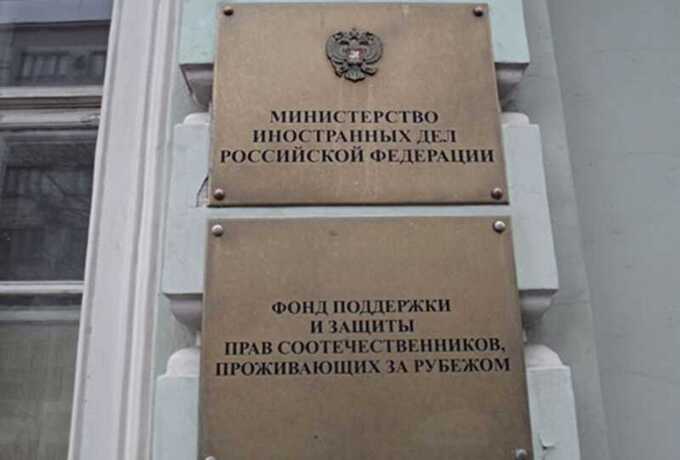 МИНИСТЕРСТВО
ИНОСТРАННЫХ ДЕЛ
РОССИЙСКОЙ ФЕДЕРАЦИИ
ФОНД ПОДДЕРЖКИ
И ЗАЩИТЫ
ПРАВ СООТЕЧЕСТВЕННИКОВ,
ПРОЖИВАЮЩИХ ЗА РУБЕЖОМ